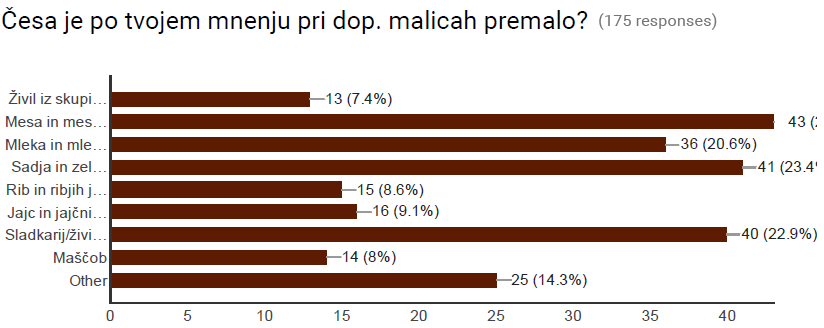 Česa je po tvojem mnenju pri dop. malicah premalo? (175 responses)
Živil iz skupi... 13 (7.4%)
Mesa in mes... 43 (2
Mleka in mle... 36 (20.6%)
Sadja in zel... 41 (23.4%
Rib in ribjih j... 15 (8.6%)
Jajc in jajčni... 16 (9.1%)
Sladkarij/živi... 40 (22.9%)
Maščob 14 (8%)
Other 25 (14.3%)
0 5 10 15 20 25 30 35 40